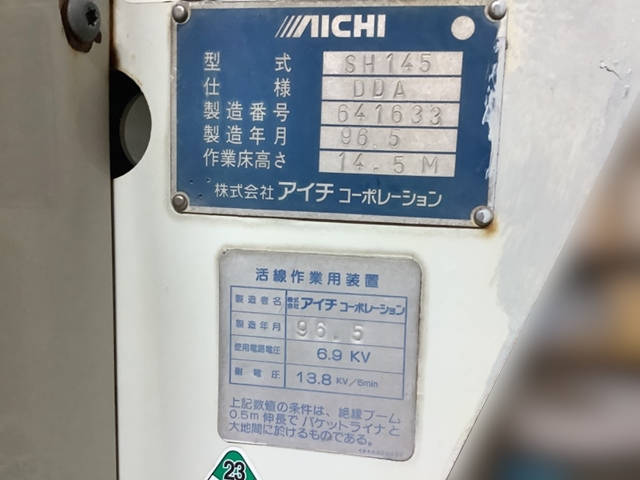 AICHI
型式 SH145
仕様 DDA
製造番号 641633
製造年月 96.5
作業床高さ 14.5M
株式会社 アイチ コーポレーション
活線作業用装置
製造者名 株式会社 アイチ コーポレーション
製造年月 96.5
使用電路電圧 6.9 KV
耐電圧 13.8 KV/5min
上記数値の条件は、絶縁ブーム
0.5m伸長で バケットライナと
大地間に於けるものである。
23